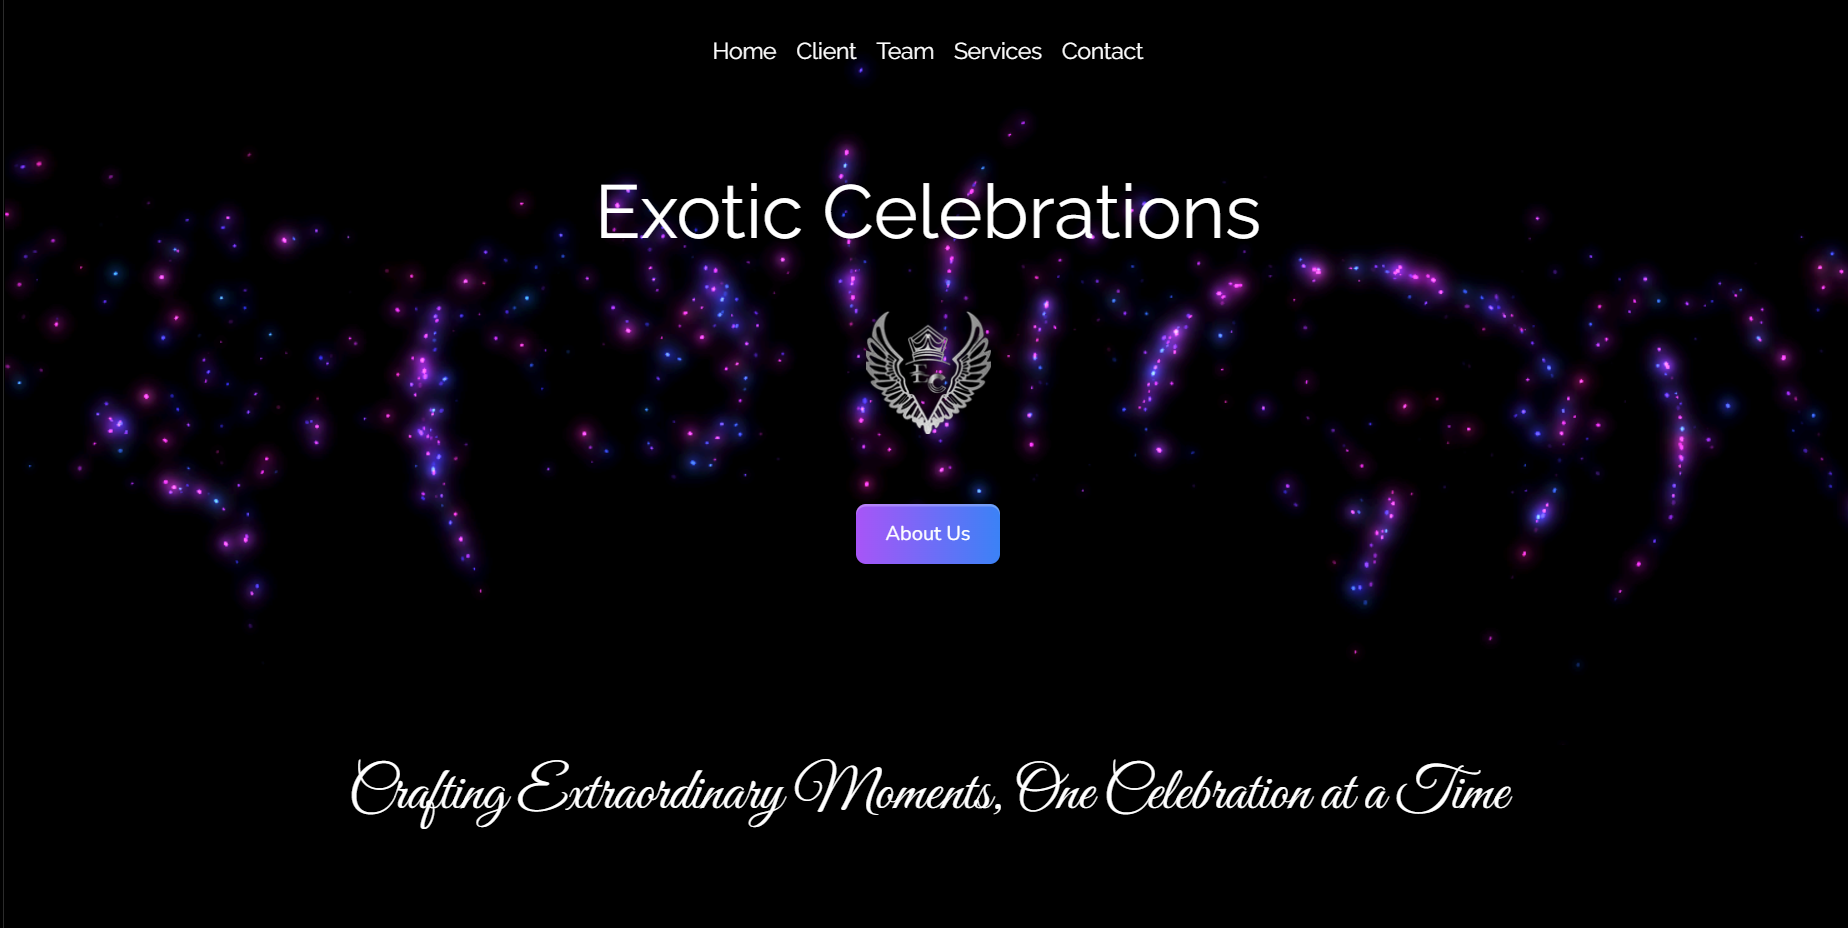 Home Client Team Services Contact
Exotic Celebrations
EC
About Us
Crafting Extraordinary Moments, One Celebration at a Time